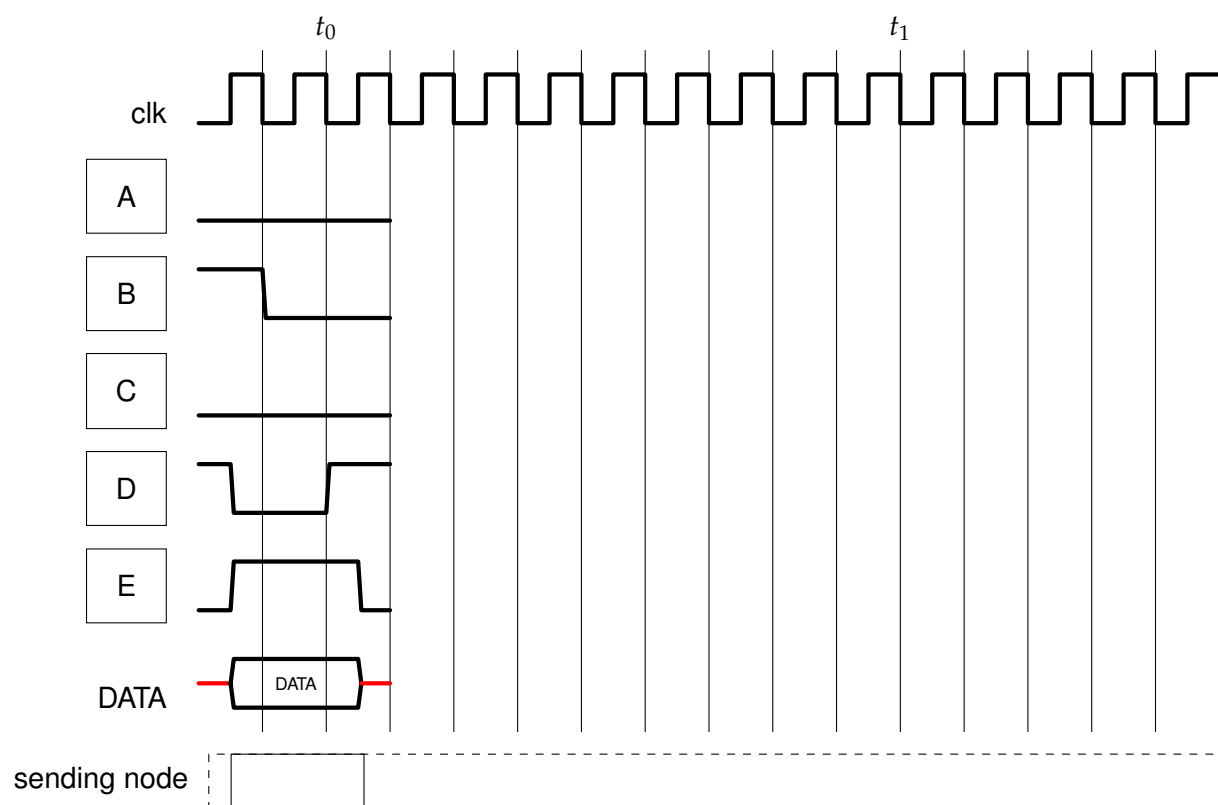 t0 t1
clk
A
B
C
D
E
DATA
DATA
sending node